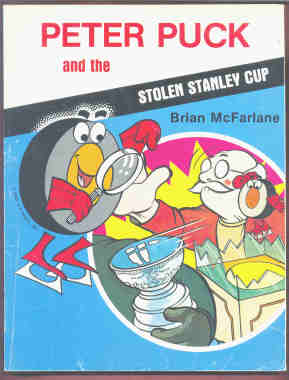 PETER PUCK
and the
STOLEN STANLEY CUP
Brian McFarlane